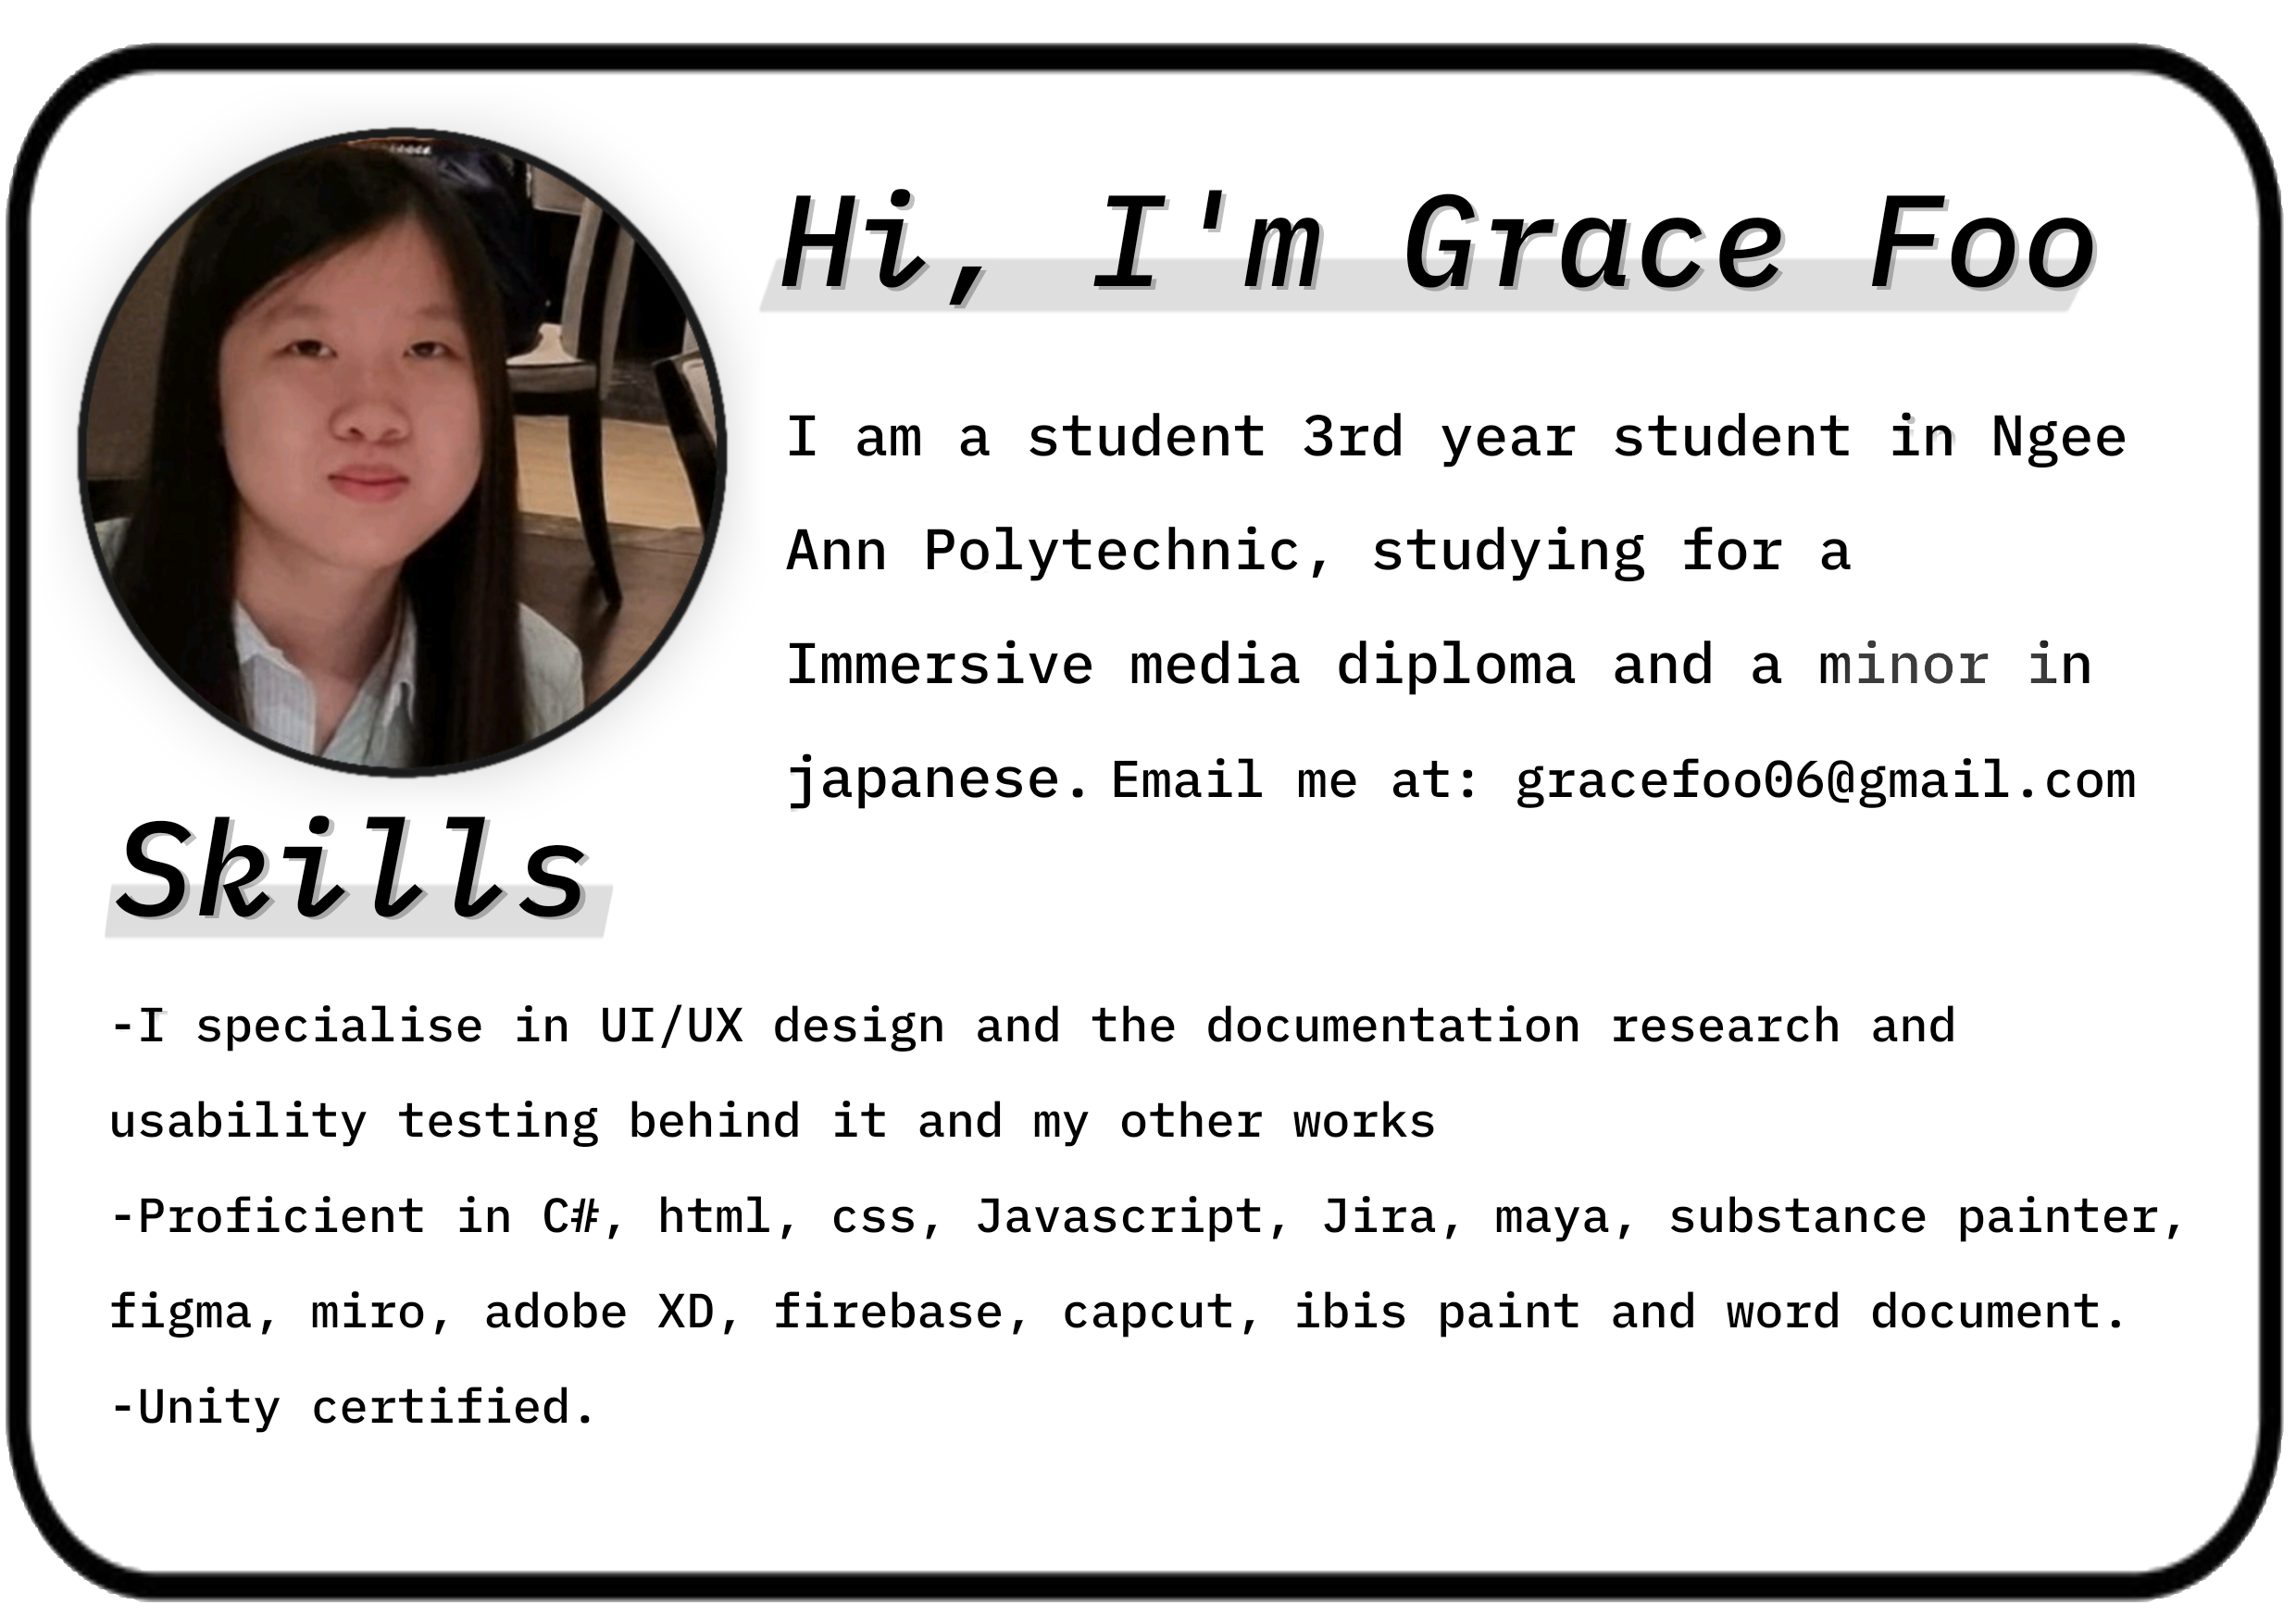 Hi, I'm Grace Foo
I am a student 3rd year student in Ngee
Ann Polytechnic, studying for a
Immersive media diploma and a minor in
japanese. Email me at: gracefoo06@gmail.com
Skills
-I specialise in UI/UX design and the documentation research and
usability testing behind it and my other works
-Proficient in C#, html, css, Javascript, Jira, maya, substance painter,
figma, miro, adobe XD, firebase, capcut, ibis paint and word document.
-Unity certified.